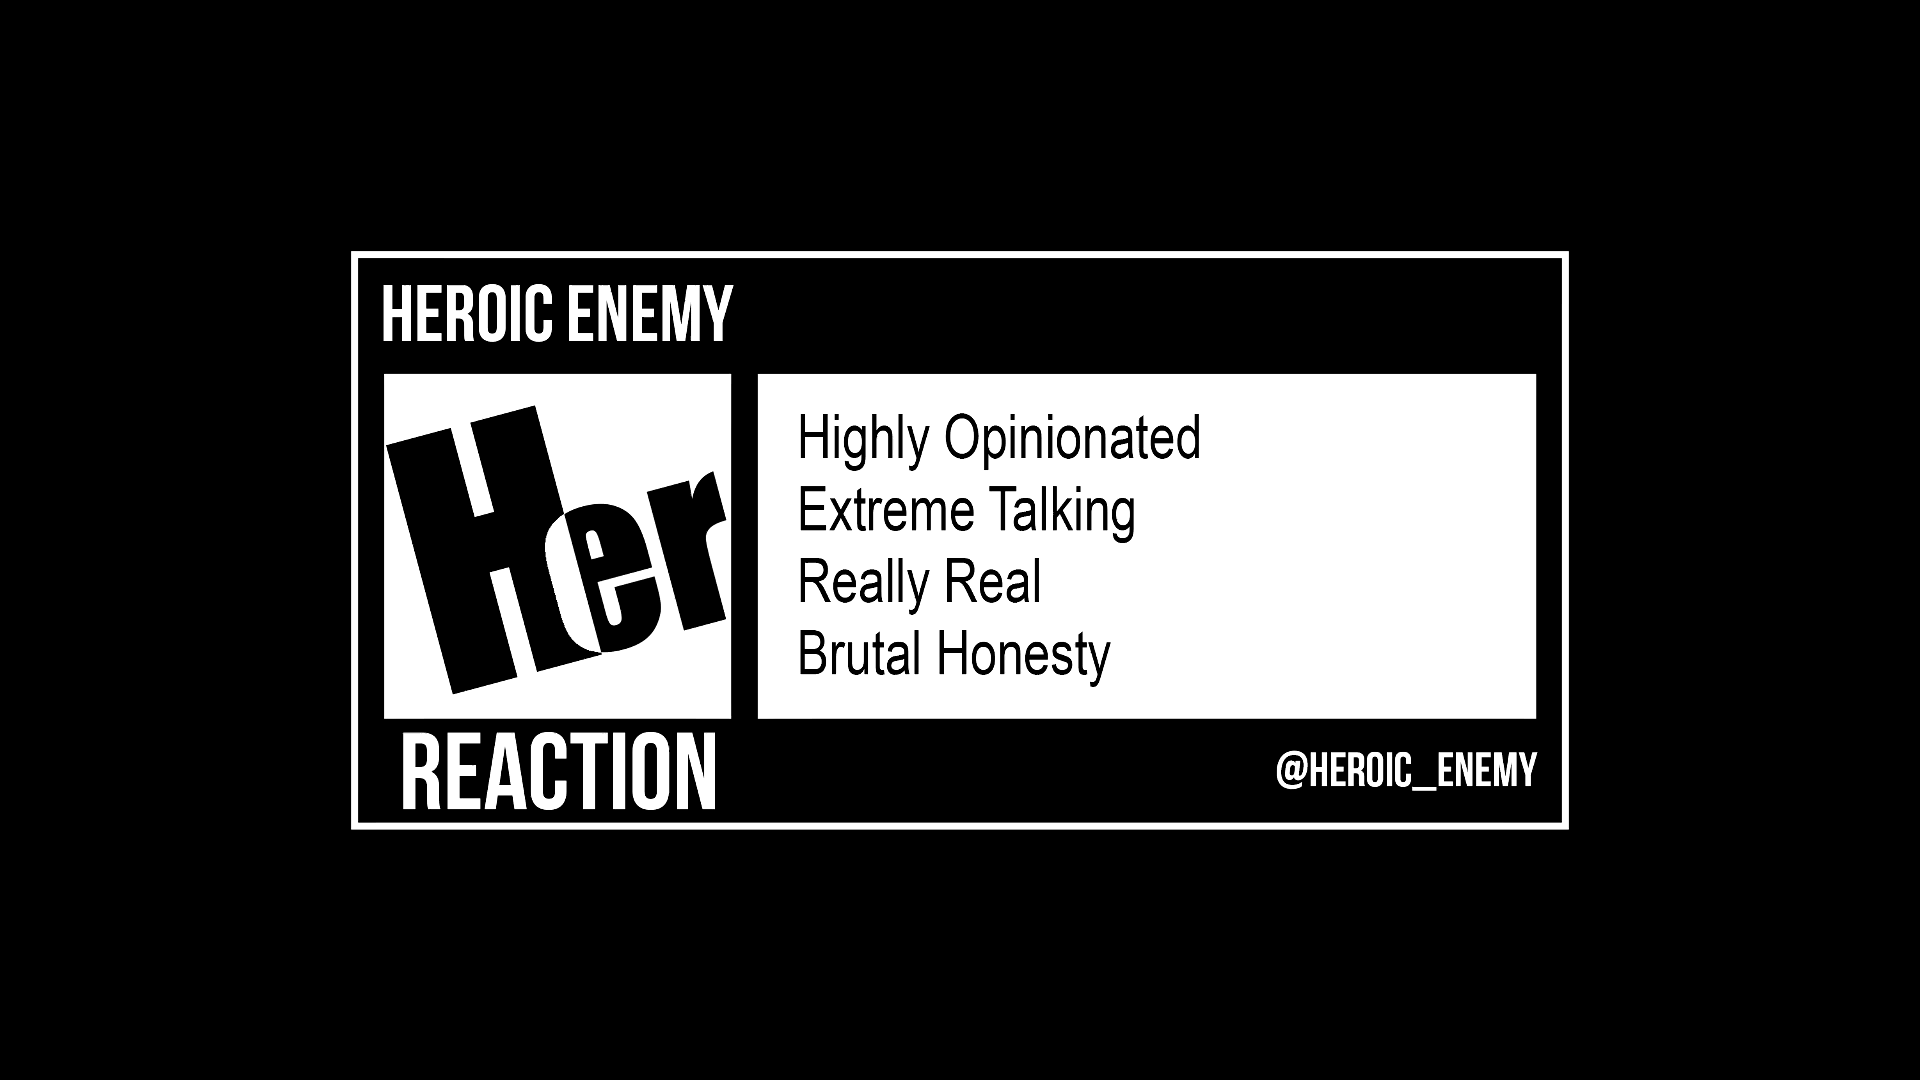 HEROIC ENEMY
Her
Highly Opinionated
Extreme Talking
Really Real
Brutal Honesty
REACTION
@HEROIC_ENEMY